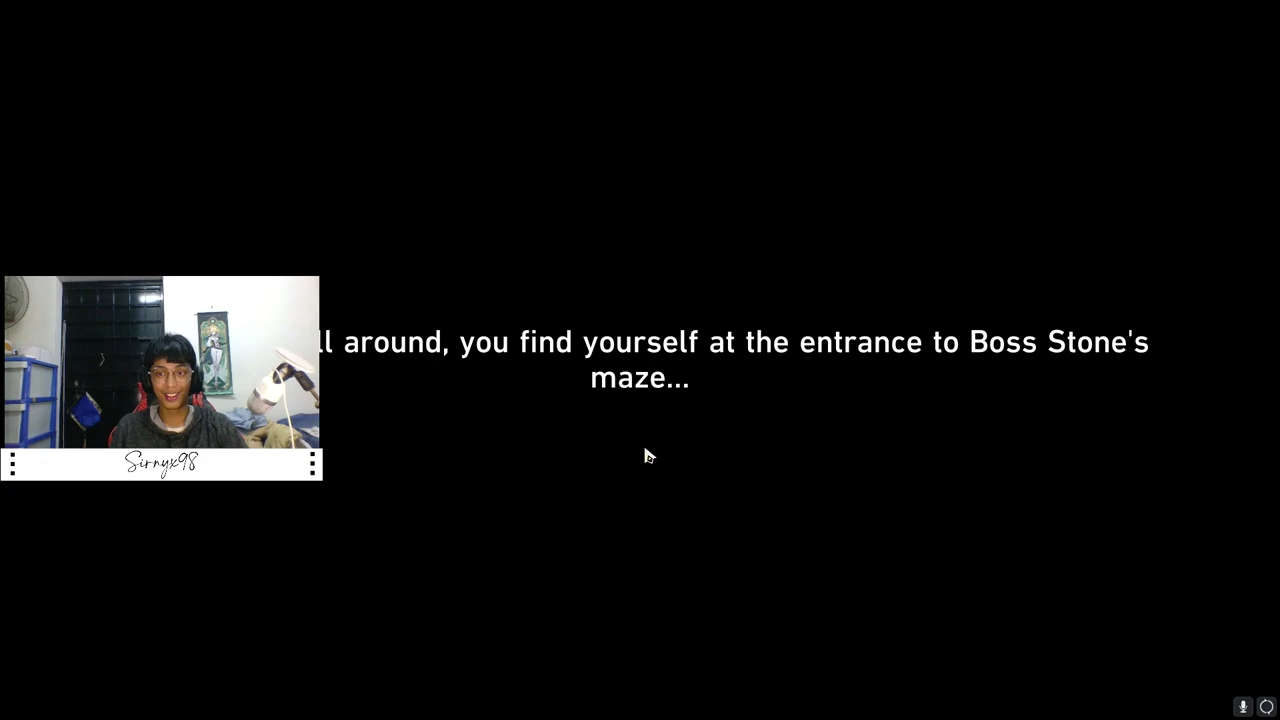 ll around, you find yourself at the entrance to Boss Stone's
maze...
Sirnyx98